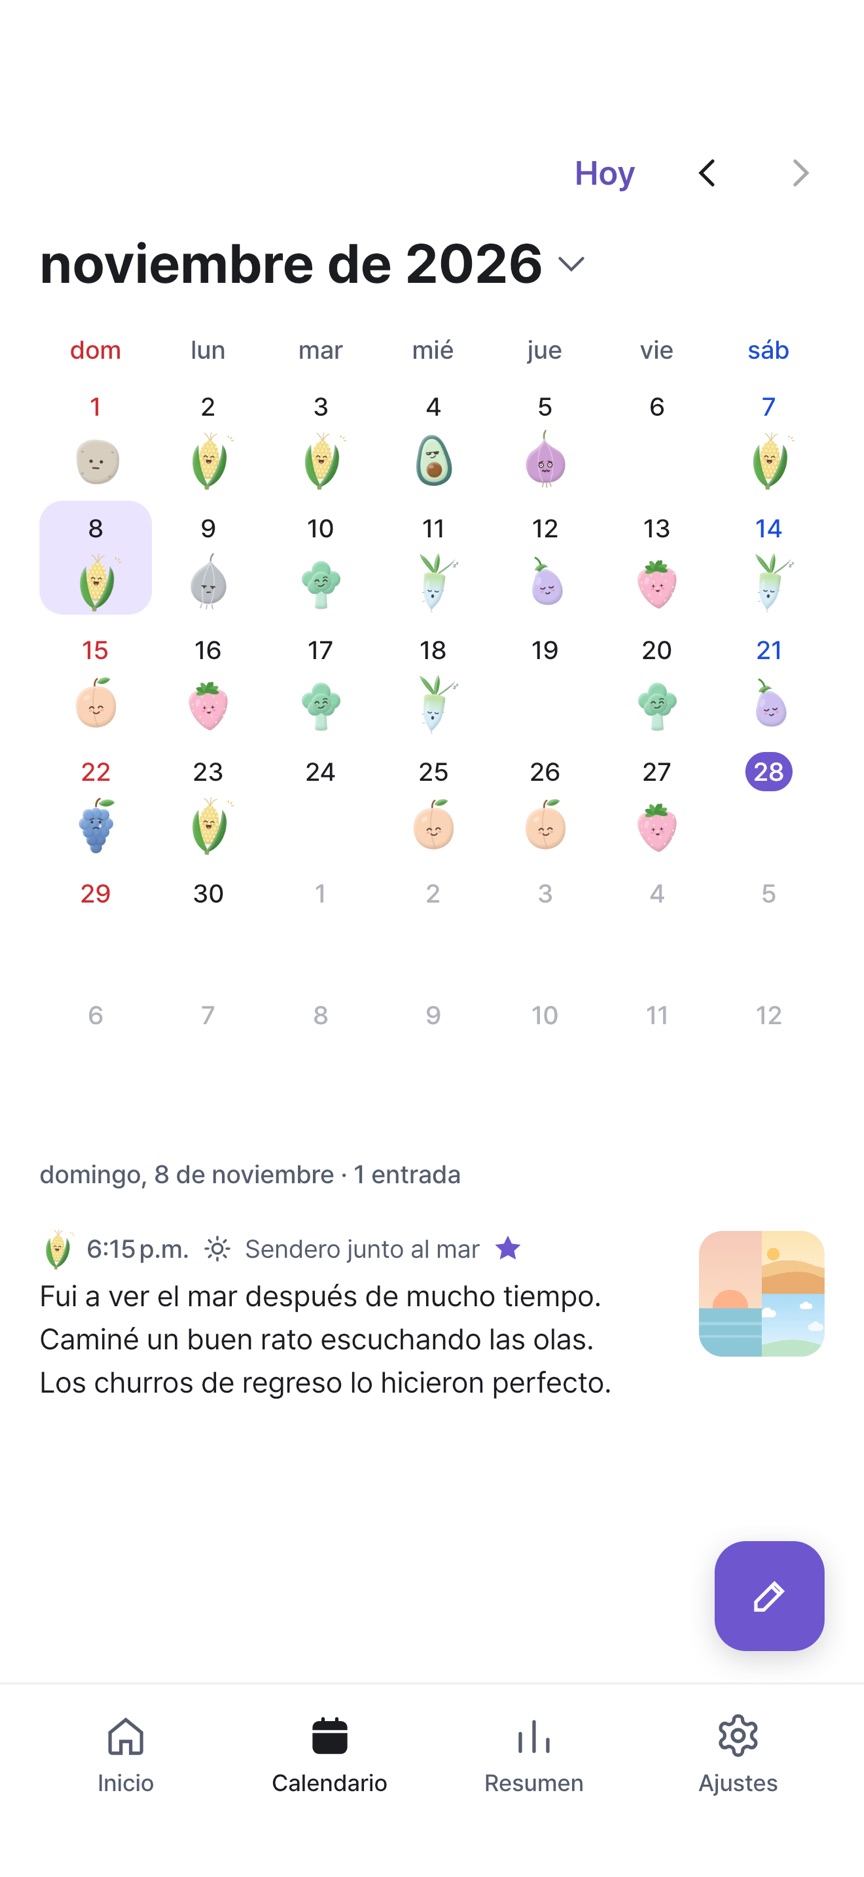 Hoy
noviembre de 2026
dom lun mar mié jue vie sáb
1 2 3 4 5 6 7
8 9 10 11 12 13 14
15 16 17 18 19 20 21
22 23 24 25 26 27 28
29 30 1 2 3 4 5
6 7 8 9 10 11 12
domingo, 8 de noviembre · 1 entrada
6:15 p.m. Sendero junto al mar
Fui a ver el mar después de mucho tiempo.
Caminé un buen rato escuchando las olas.
Los churros de regreso lo hicieron perfecto.
Inicio Calendario Resumen Ajustes